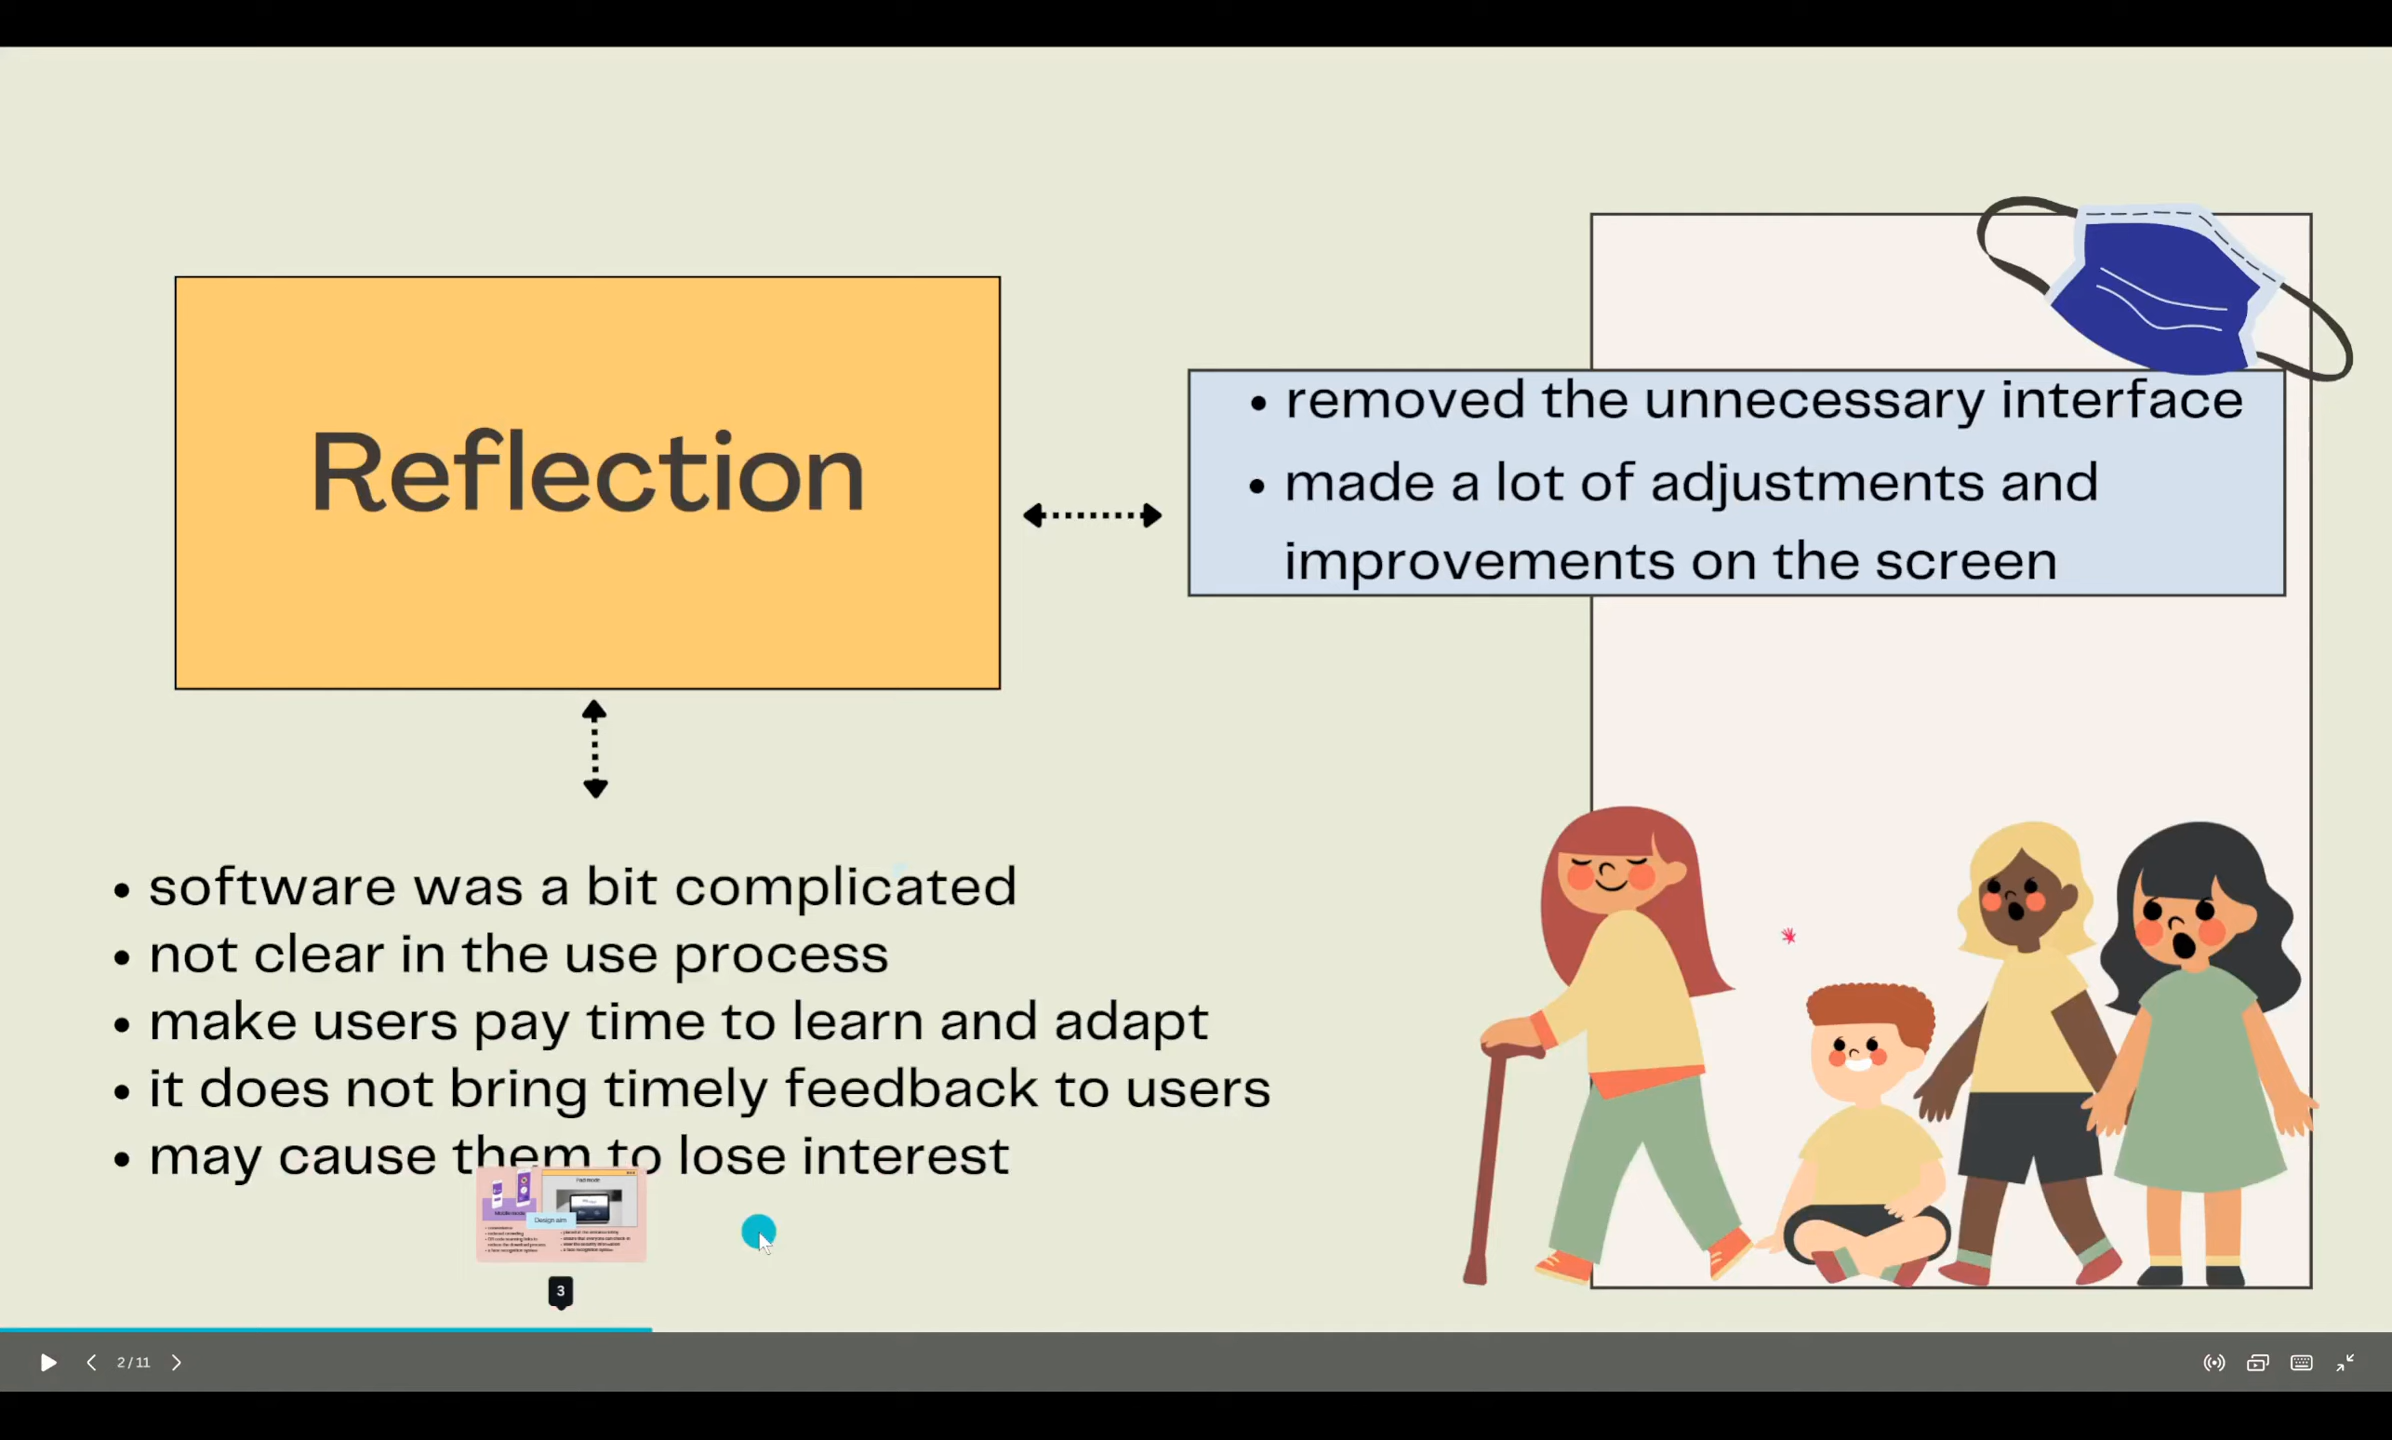 Reflection
• removed the unnecessary interface
• made a lot of adjustments and
improvements on the screen
• software was a bit complicated
• not clear in the use process
• make users pay time to learn and adapt
• it does not bring timely feedback to users
• may cause them to lose interest
Design aim
3
2 / 11